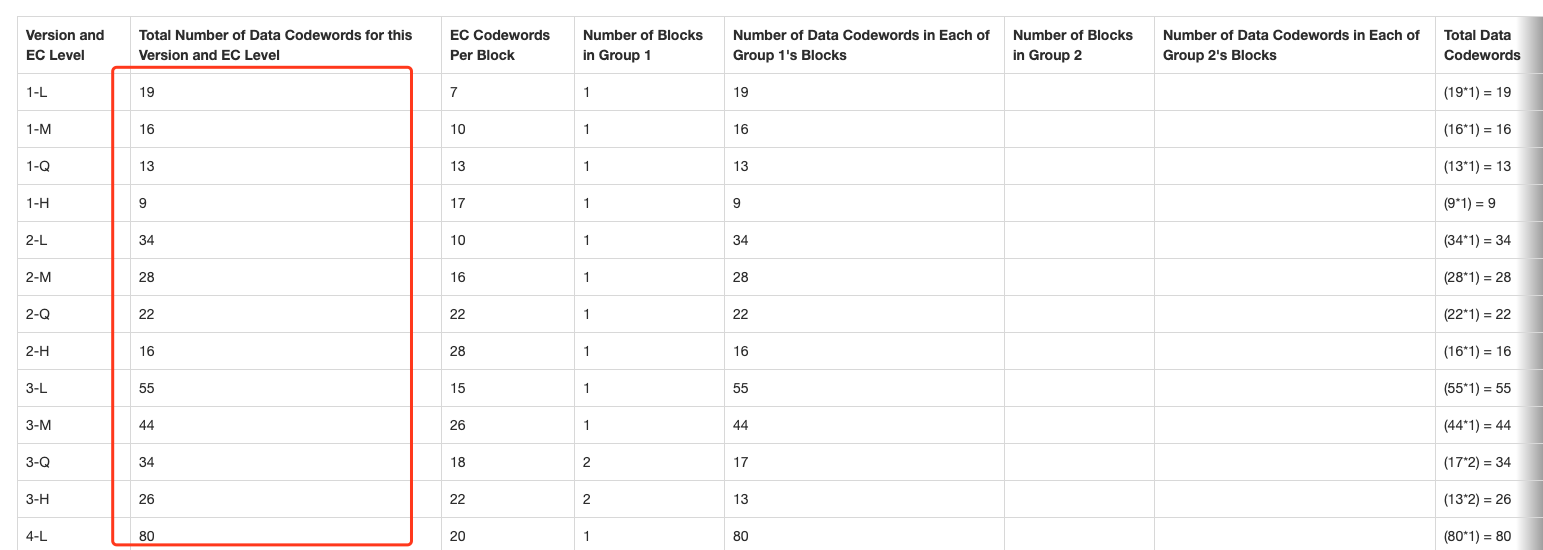 Version and EC Level | Total Number of Data Codewords for this Version and EC Level | EC Codewords Per Block | Number of Blocks in Group 1 | Number of Data Codewords in Each of Group 1's Blocks | Number of Blocks in Group 2 | Number of Data Codewords in Each of Group 2's Blocks | Total Data Codewords
1-L 19 7 1 19 (19*1) = 19
1-M 16 10 1 16 (16*1) = 16
1-Q 13 13 1 13 (13*1) = 13
1-H 9 17 1 9 (9*1) = 9
2-L 34 10 1 34 (34*1) = 34
2-M 28 16 1 28 (28*1) = 28
2-Q 22 22 1 22 (22*1) = 22
2-H 16 28 1 16 (16*1) = 16
3-L 55 15 1 55 (55*1) = 55
3-M 44 26 1 44 (44*1) = 44
3-Q 34 18 2 17 (17*2) = 34
3-H 26 22 2 13 (13*2) = 26
4-L 80 20 1 80 (80*1) = 80